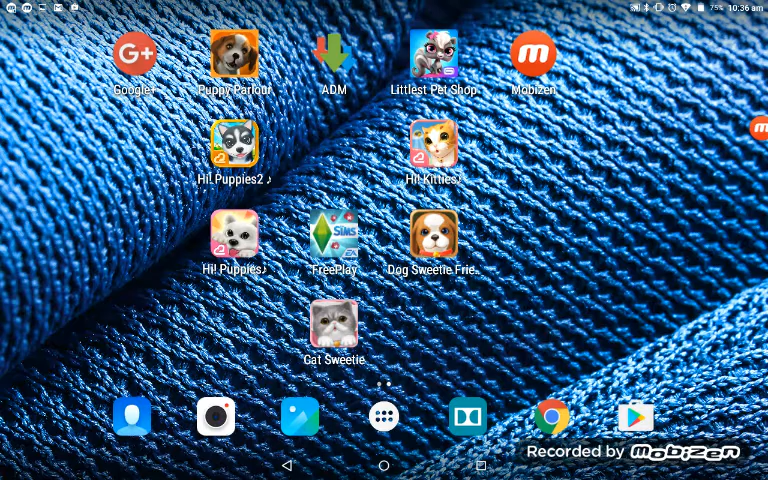 75% 10:36 am
G+
m
Google+ Puppy Parlour ADM Littlest Pet Shop Mobizen
m
Hi! Puppies2 ♪ Hi! Kitties♪
SIMS
EA
Hi! Puppies♪ FreePlay Dog Sweetie Frie..
Cat Sweetie
Recorded by Mobizen